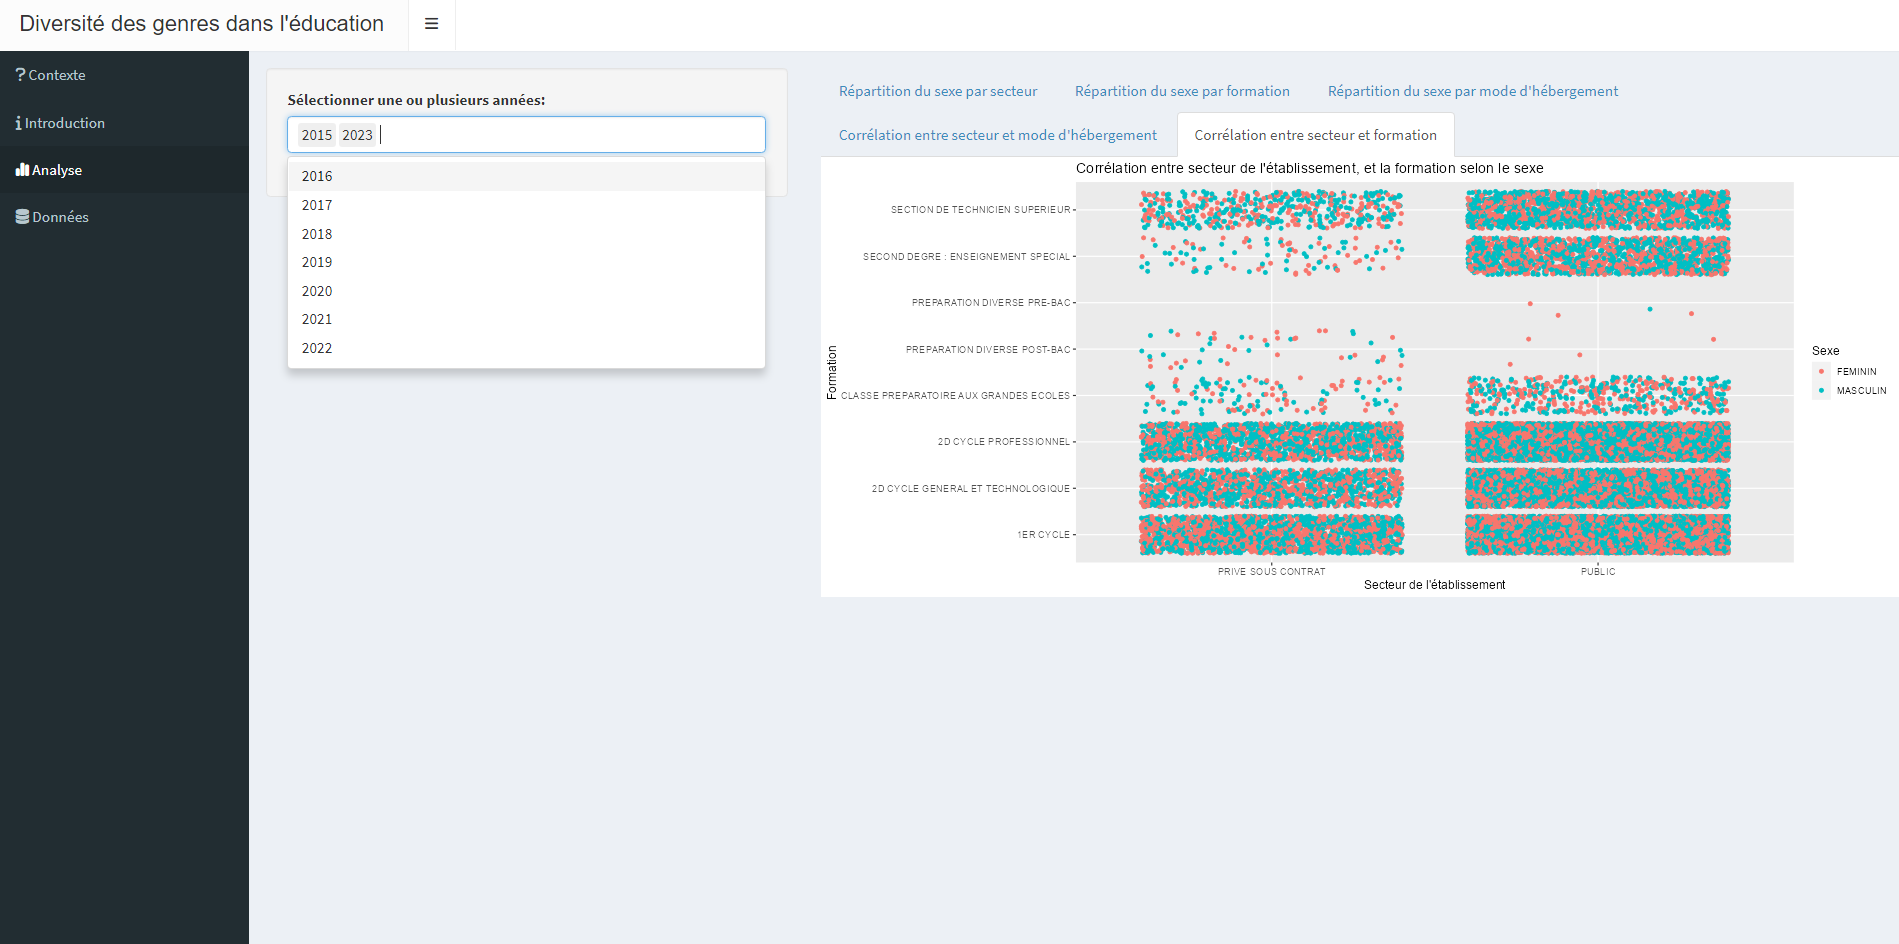 Diversité des genres dans l'éducation
Contexte
Introduction
Analyse
Données
Sélectionner une ou plusieurs années:
2015 2023
2016
2017
2018
2019
2020
2021
2022
Répartition du sexe par secteur
Répartition du sexe par formation
Répartition du sexe par mode d'hébergement
Corrélation entre secteur et mode d'hébergement
Corrélation entre secteur et formation
Corrélation entre secteur de l'établissement, et la formation selon le sexe
Formation
SECTION DE TECHNICIEN SUPERIEUR
SECOND DEGRE : ENSEIGNEMENT SPECIAL
PREPARATION DIVERSE PRE-BAC
PREPARATION DIVERSE POST-BAC
CLASSE PREPARATOIRE AUX GRANDES ECOLES
2D CYCLE PROFESSIONNEL
2D CYCLE GENERAL ET TECHNOLOGIQUE
1ER CYCLE
PRIVE SOUS CONTRAT
PUBLIC
Secteur de l'établissement
Sexe
FEMININ
MASCULIN